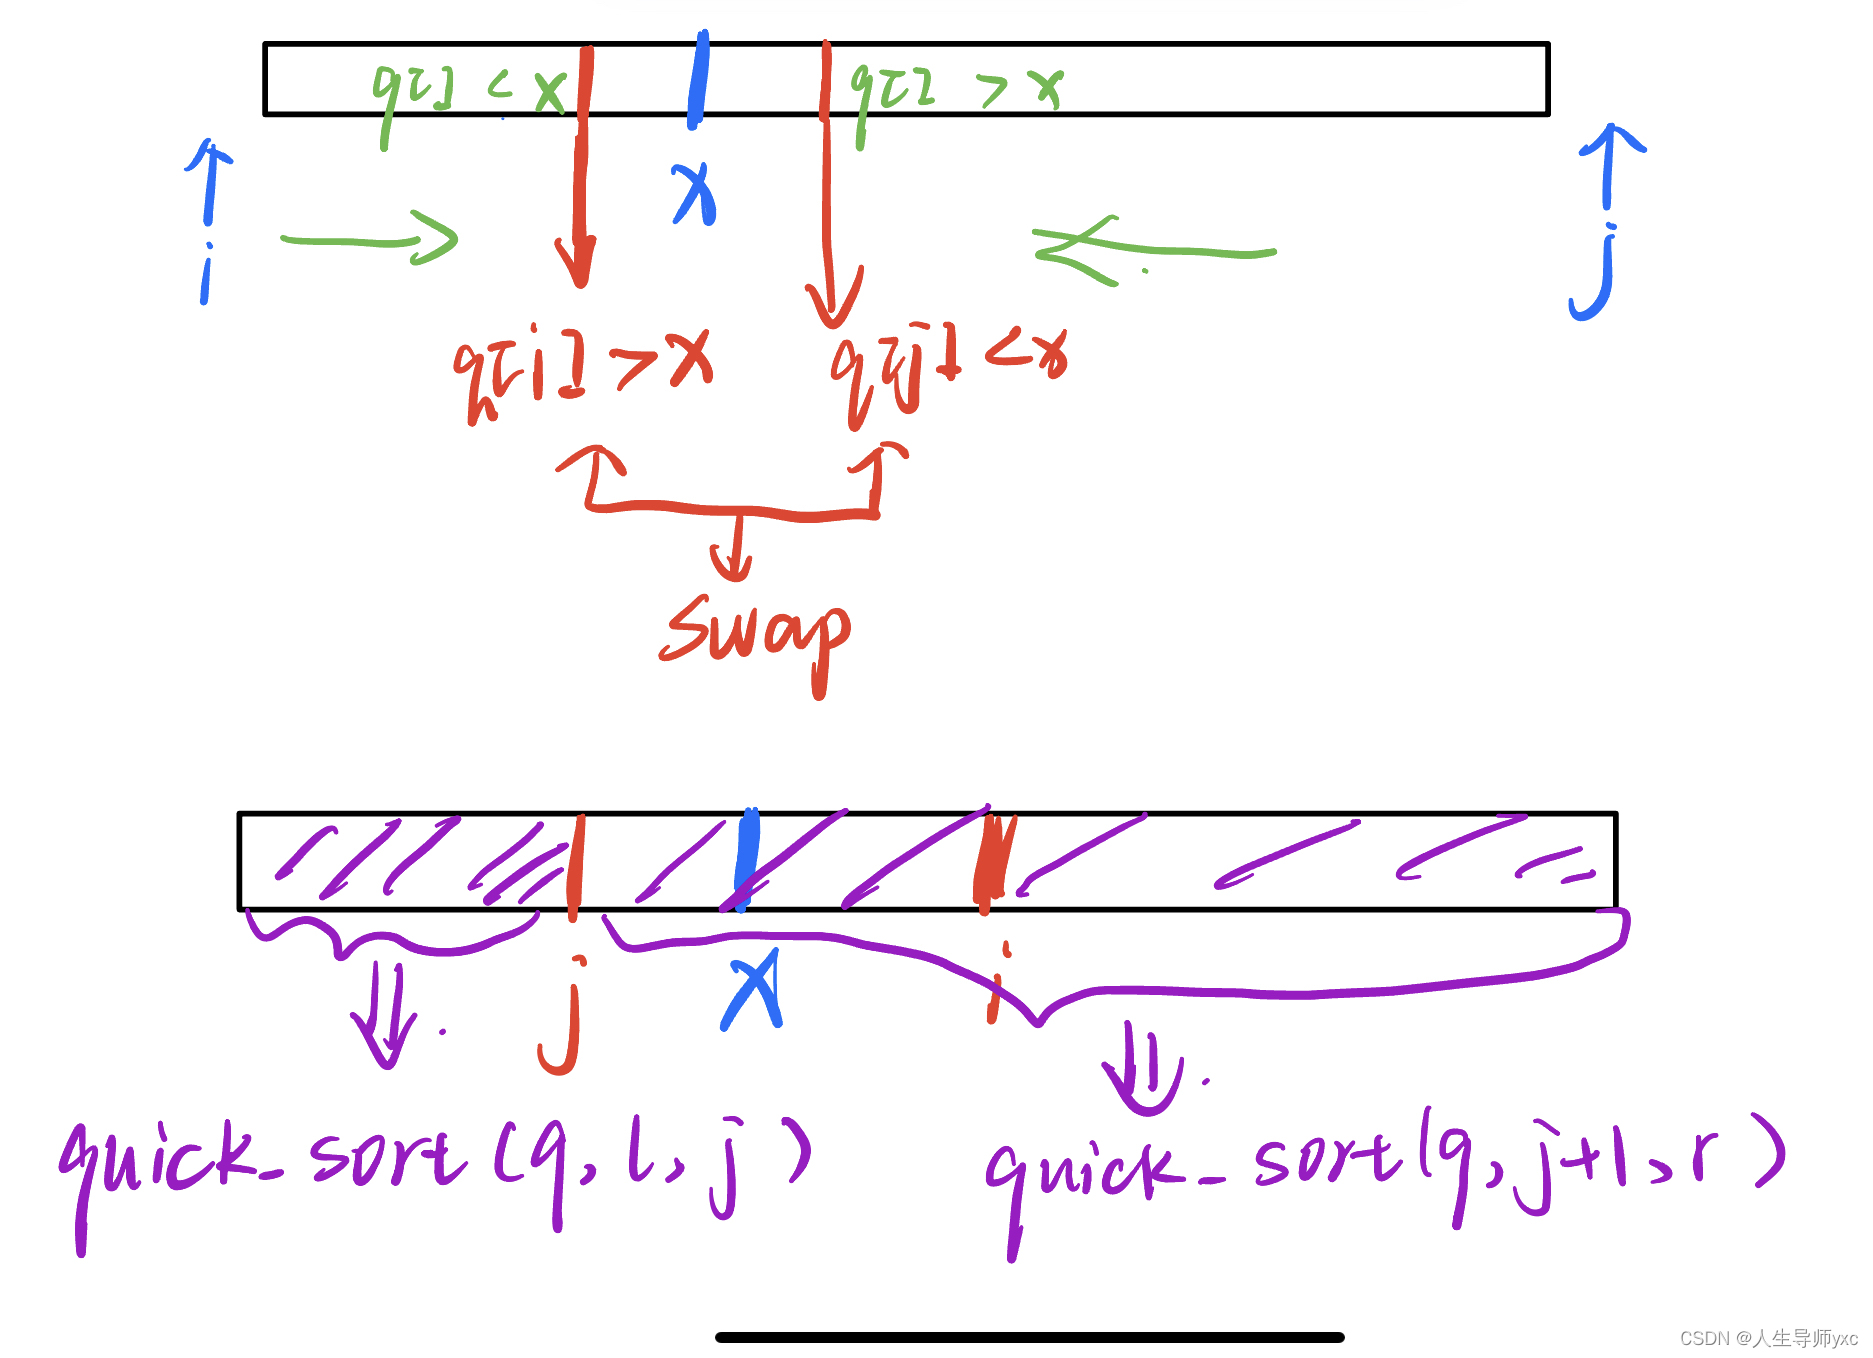 q[] < x q[] > x
x
i j
q[i] > x q[j] < x
swap
j x i
quick_sort(q, l, j) quick_sort(q, j+1, r)
CSDN @人生导师yxc